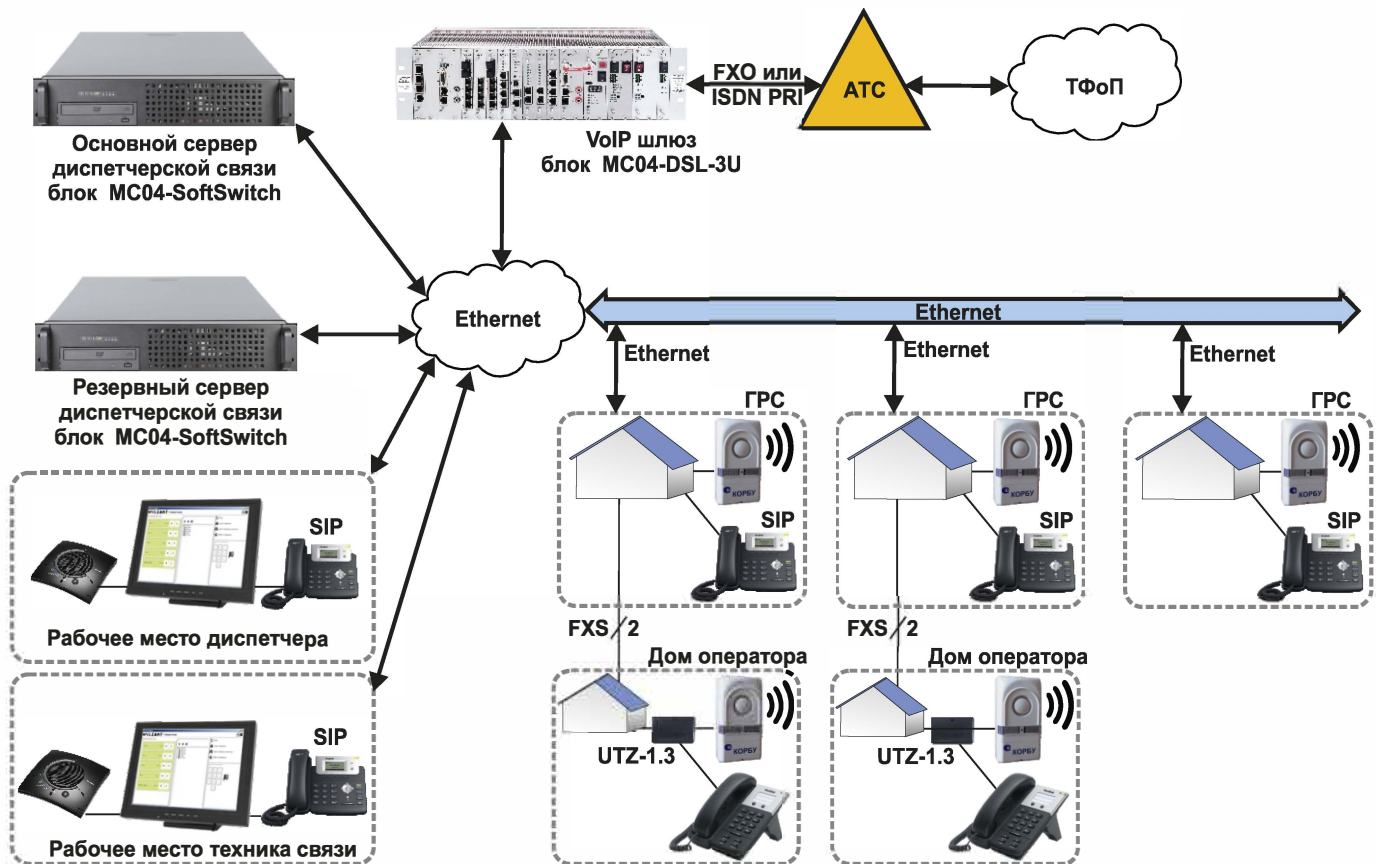 FXO или
ISDN PRI
АТС
ТФоП
Основной сервер
диспетчерской связи
блок MC04-SoftSwitch
VoIP шлюз
блок MC04-DSL-3U
Ethernet
Ethernet
Ethernet
Ethernet
Ethernet
Резервный сервер
диспетчерской связи
блок MC04-SoftSwitch
ГРС
ГРС
ГРС
КОРБУ
КОРБУ
КОРБУ
SIP
SIP
SIP
SIP
Рабочее место диспетчера
FXS 2
FXS 2
Дом оператора
Дом оператора
КОРБУ
КОРБУ
UTZ-1.3
UTZ-1.3
SIP
Рабочее место техника связи